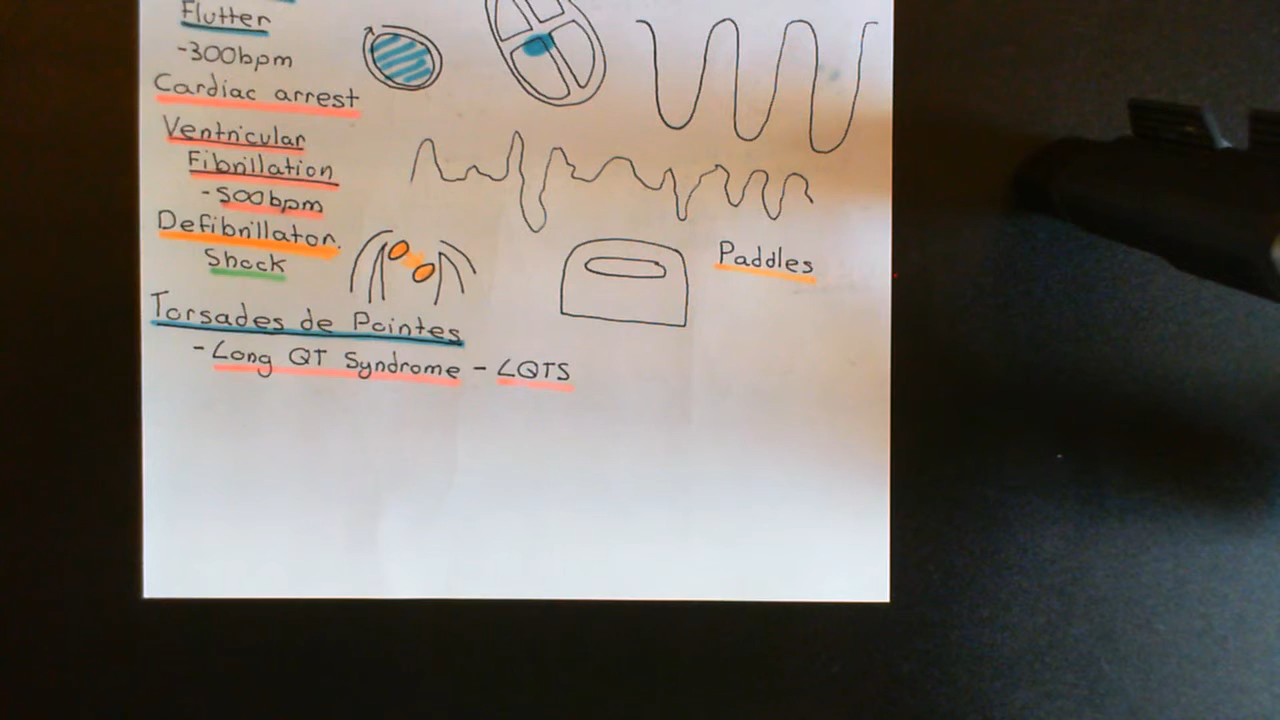 Flutter
-300bpm
Cardiac arrest
Ventricular
Fibrillation
-500bpm
Defibrillator.
Shock
Paddles
Torsades de Pointes
-Long QT Syndrome - LQTS